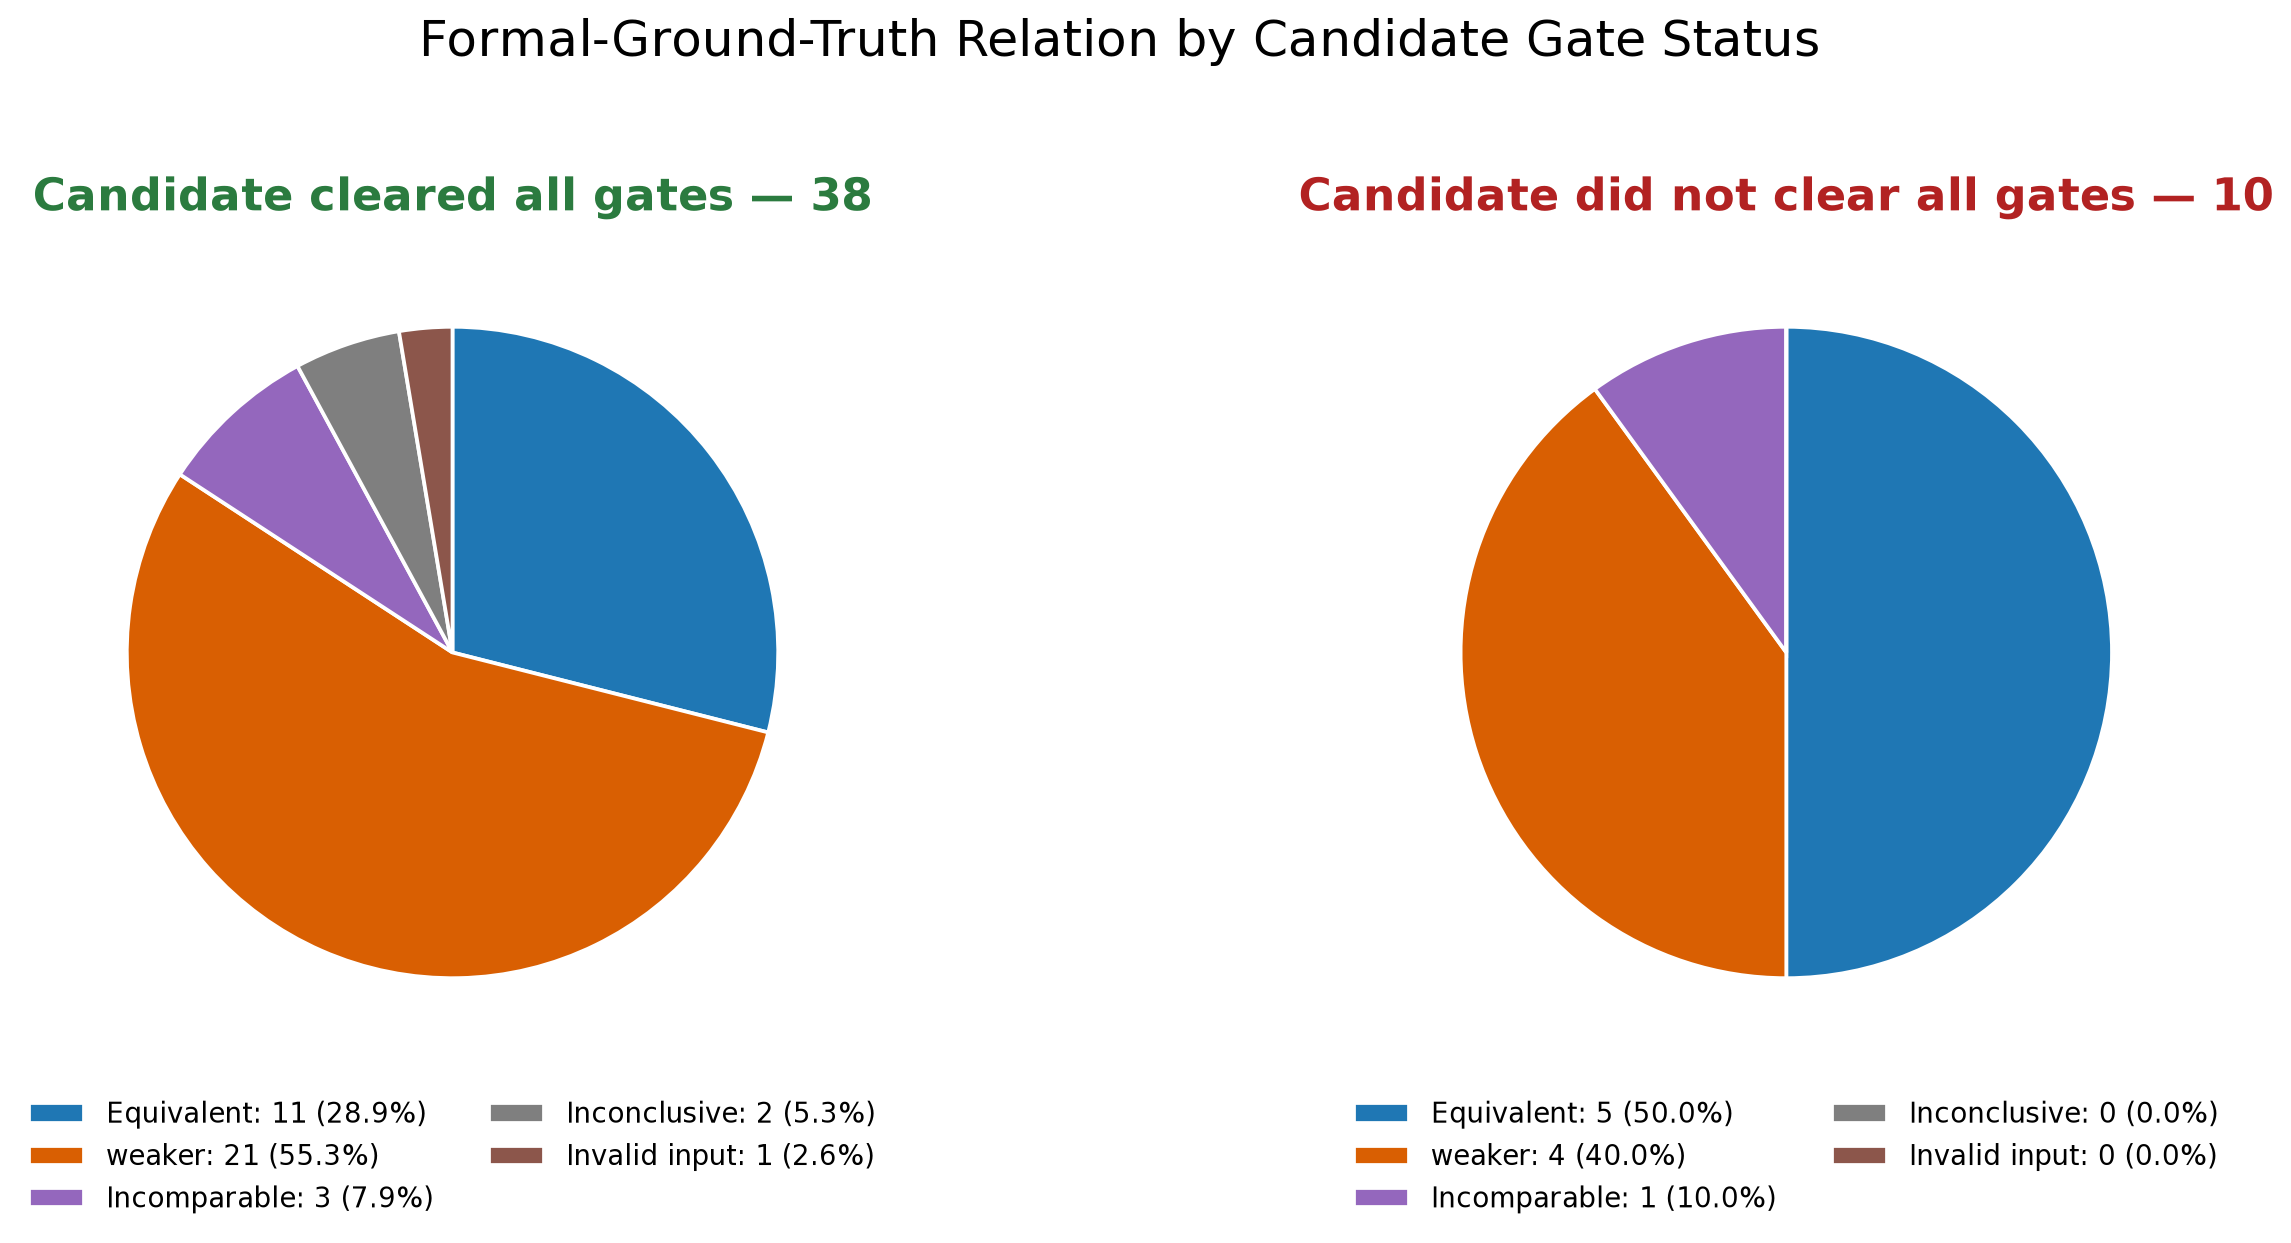 Formal-Ground-Truth Relation by Candidate Gate Status
Candidate cleared all gates — 38
Equivalent: 11 (28.9%)
weaker: 21 (55.3%)
Incomparable: 3 (7.9%)
Inconclusive: 2 (5.3%)
Invalid input: 1 (2.6%)
Candidate did not clear all gates — 10
Equivalent: 5 (50.0%)
weaker: 4 (40.0%)
Incomparable: 1 (10.0%)
Inconclusive: 0 (0.0%)
Invalid input: 0 (0.0%)